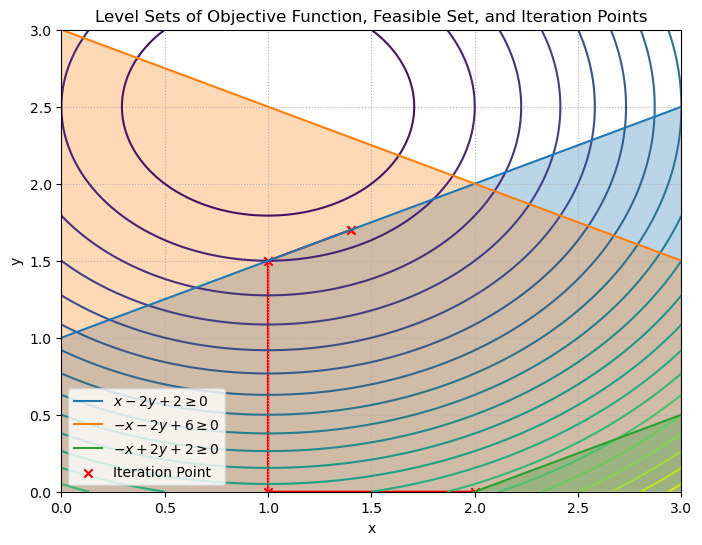 Level Sets of Objective Function, Feasible Set, and Iteration Points
3.0
2.5
2.0
1.5
1.0
0.5
0.0
y
x − 2y + 2 ≥ 0
−x − 2y + 6 ≥ 0
−x + 2y + 2 ≥ 0
Iteration Point
0.0 0.5 1.0 1.5 2.0 2.5 3.0
x